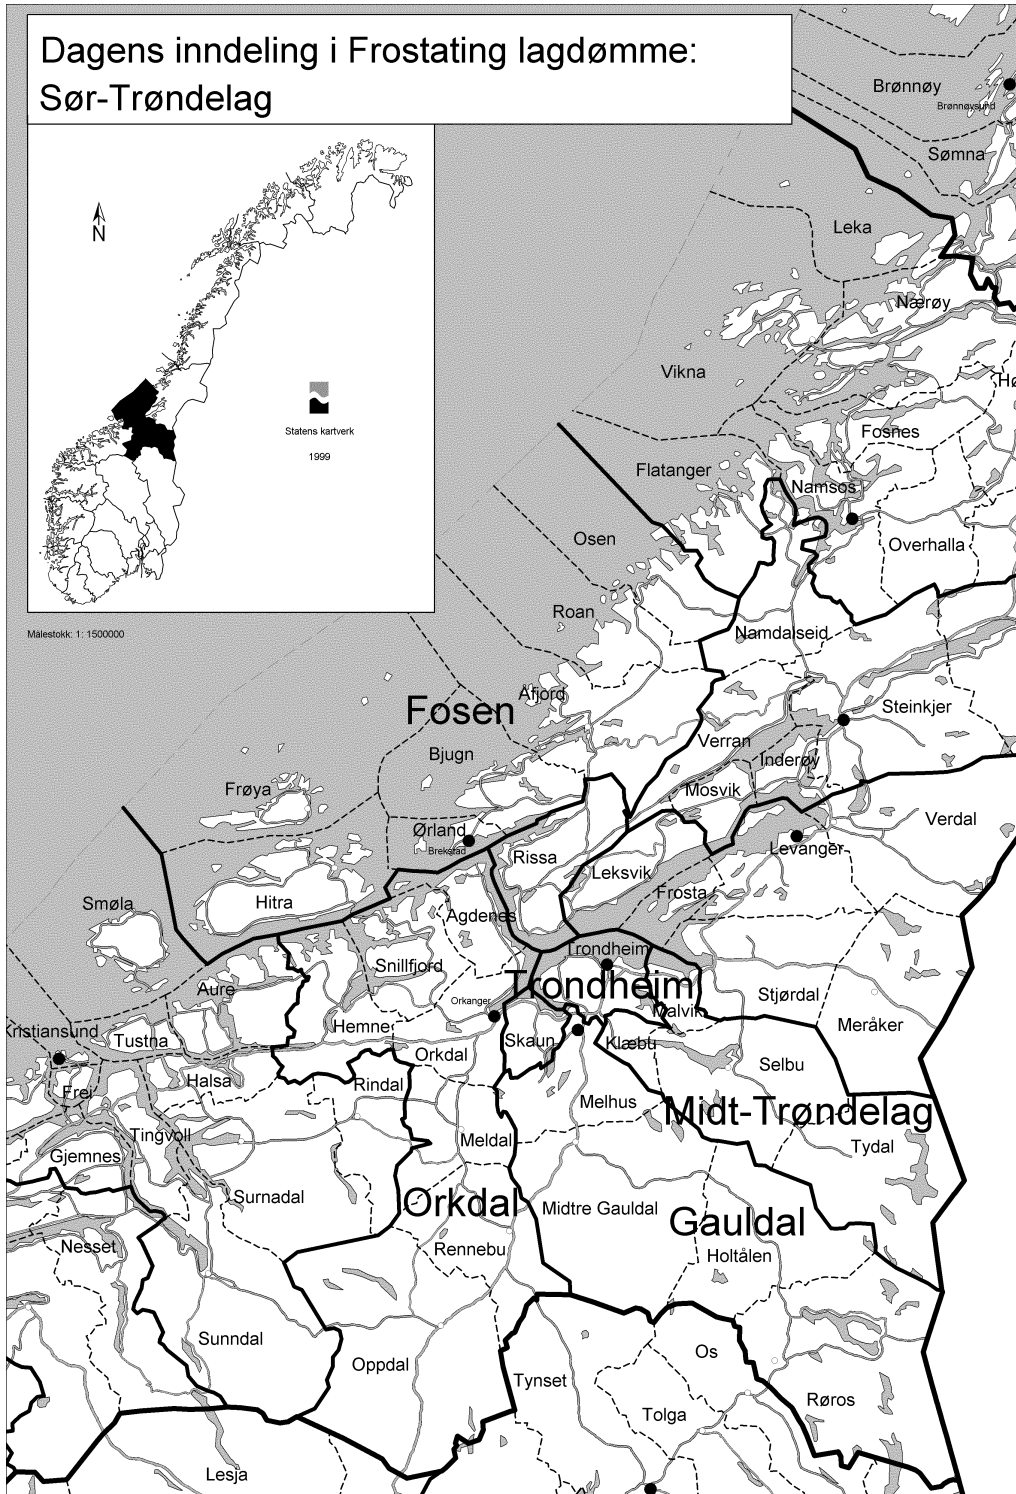 Dagens inndeling i Frostating lagdømme:
Sør-Trøndelag
N
Statens kartverk
1999
Målestokk: 1: 1500000
Brønnøy
Brønnøysund
Sømna
Leka
Nærøy
Vikna
Hø
Fosnes
Flatanger
Namsos
Osen
Overhalla
Roan
Namdalseid
Åfjord
Fosen
Steinkjer
Verran
Bjugn
Inderøy
Frøya
Mosvik
Verdal
Ørland
Brekstad
Levanger
Rissa
Leksvik
Frosta
Smøla
Hitra
Agdenes
Trondheim
Snillfjord
Trondheim
Aure
Stjørdal
Orkanger
Malvik
Meråker
Kristiansund
Hemne
Tustna
Skaun
Klæbu
Orkdal
Selbu
Halsa
Rindal
Frei
Melhus
Midt-Trøndelag
Tingvoll
Meldal
Tydal
Gjemnes
Surnadal
Orkdal
Midtre Gauldal
Gauldal
Nesset
Rennebu
Holtålen
Sunndal
Oppdal
Os
Tynset
Røros
Tolga
Lesja